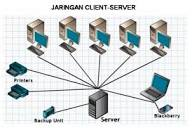 JARINGAN CLIENT-SERVER
Printers
Blackberry
Server
Backup Unit